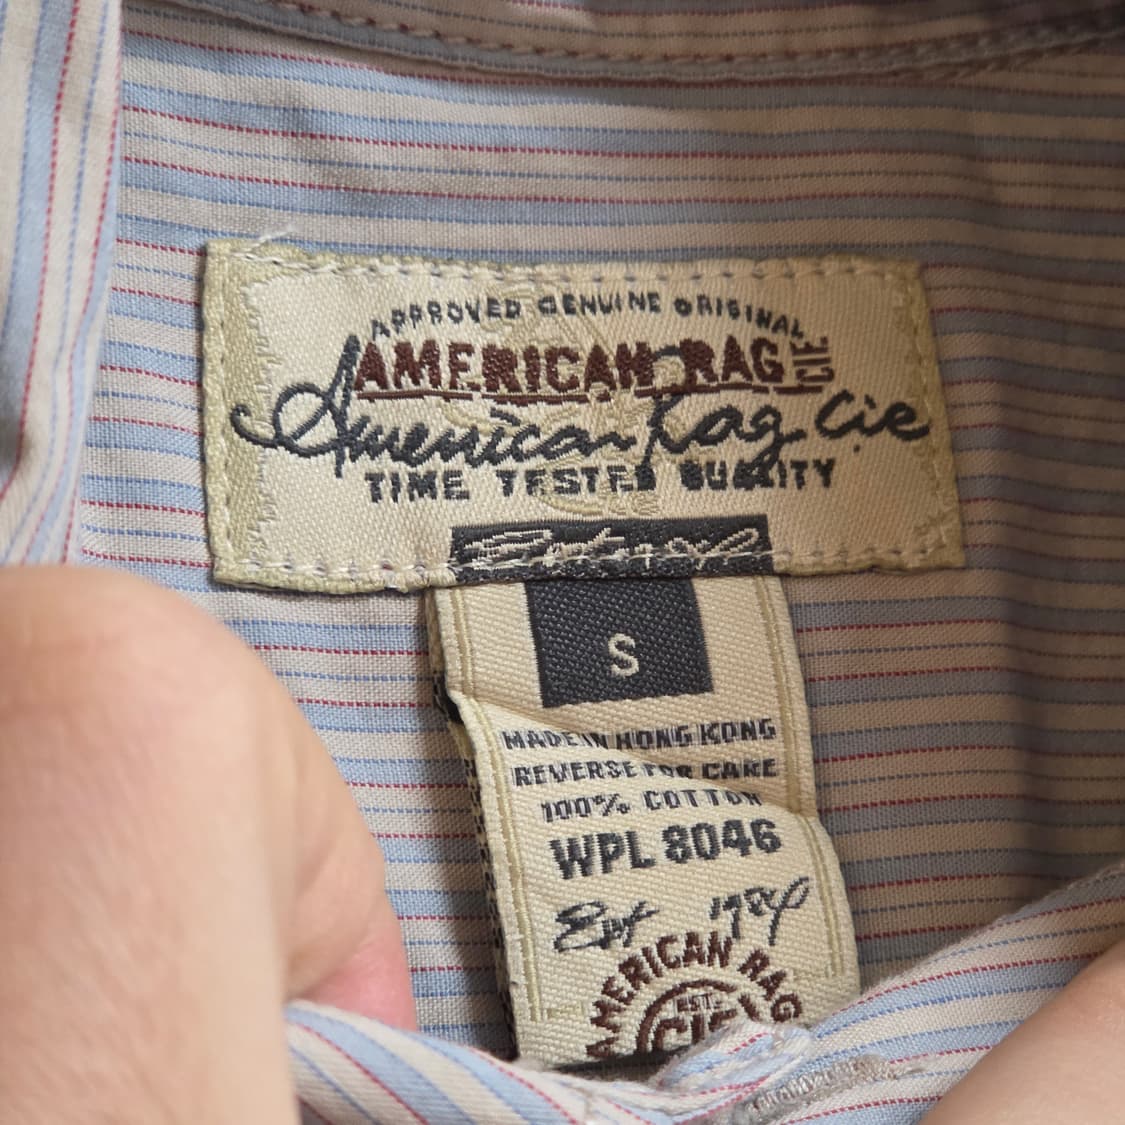 APPROVED GENUINE ORIGINAL
AMERICAN RAG CIE
American Rag Cie
TIME TESTED QUALITY
S
MADE IN HONG KONG
REVERSE FOR CARE
100% COTTON
WPL 8046
Est 1984
AMERICAN RAG
EST.
CIE